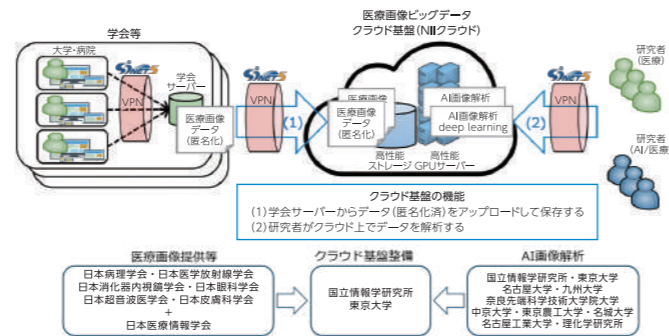 学会等
大学・病院
SINET5
VPN
学会
サーバー
医療画像
データ
(匿名化)
SINET5
VPN
(1)
医療画像ビッグデータ
クラウド基盤(NIIクラウド)
医療画像
医療画像
データ
(匿名化)
AI画像解析
AI画像解析
deep learning
高性能
ストレージ
高性能
GPUサーバー
(2)
SINET5
VPN
研究者
(医療)
研究者
(AI/医療
クラウド基盤の機能
(1)学会サーバーからデータ(匿名化済)をアップロードして保存する
(2)研究者がクラウド上でデータを解析する
医療画像提供等
日本病理学会・日本医学放射線学会
日本消化器内視鏡学会・日本眼科学会
日本超音波医学会・日本皮膚科学会
+
日本医療情報学会
クラウド基盤整備
国立情報学研究所
東京大学
AI画像解析
国立情報学研究所・東京大学
名古屋大学・九州大学
奈良先端科学技術大学院大学
中京大学・東京農工大学・名城大学
名古屋工業大学・理化学研究所